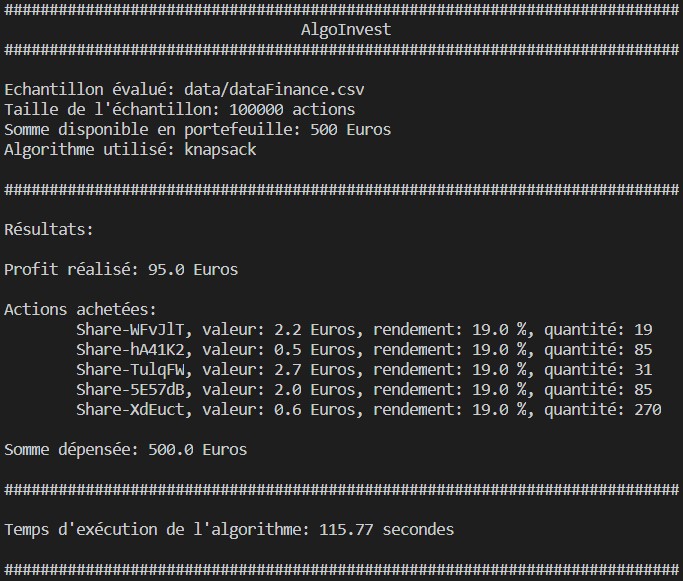 ###########################################################################
AlgoInvest
###########################################################################
Echantillon évalué: data/dataFinance.csv
Taille de l'échantillon: 100000 actions
Somme disponible en portefeuille: 500 Euros
Algorithme utilisé: knapsack
###########################################################################
Résultats:
Profit réalisé: 95.0 Euros
Actions achetées:
Share-WFvJlT, valeur: 2.2 Euros, rendement: 19.0 %, quantité: 19
Share-hA41K2, valeur: 0.5 Euros, rendement: 19.0 %, quantité: 85
Share-TulqFW, valeur: 2.7 Euros, rendement: 19.0 %, quantité: 31
Share-5E57dB, valeur: 2.0 Euros, rendement: 19.0 %, quantité: 85
Share-XdEuct, valeur: 0.6 Euros, rendement: 19.0 %, quantité: 270
Somme dépensée: 500.0 Euros
###########################################################################
Temps d'exécution de l'algorithme: 115.77 secondes
###########################################################################